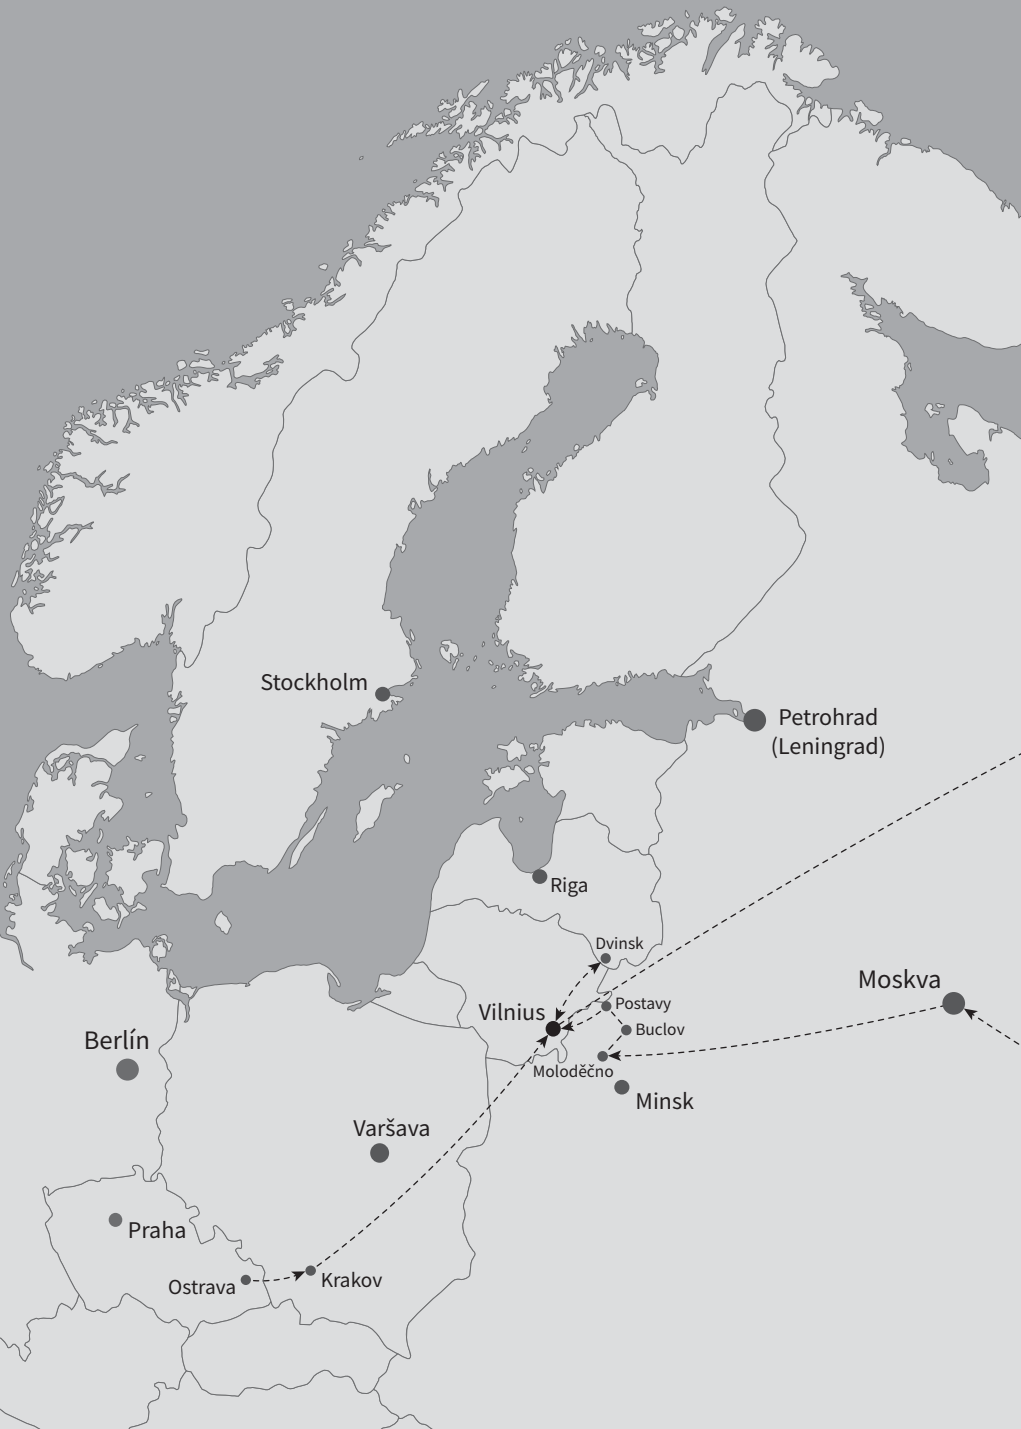 Stockholm
Petrohrad
(Leningrad)
Riga
Dvinsk
Moskva
Vilnius
Postavy
Buclov
Berlín
Moloděčno
Minsk
Varšava
Praha
Ostrava
Krakov